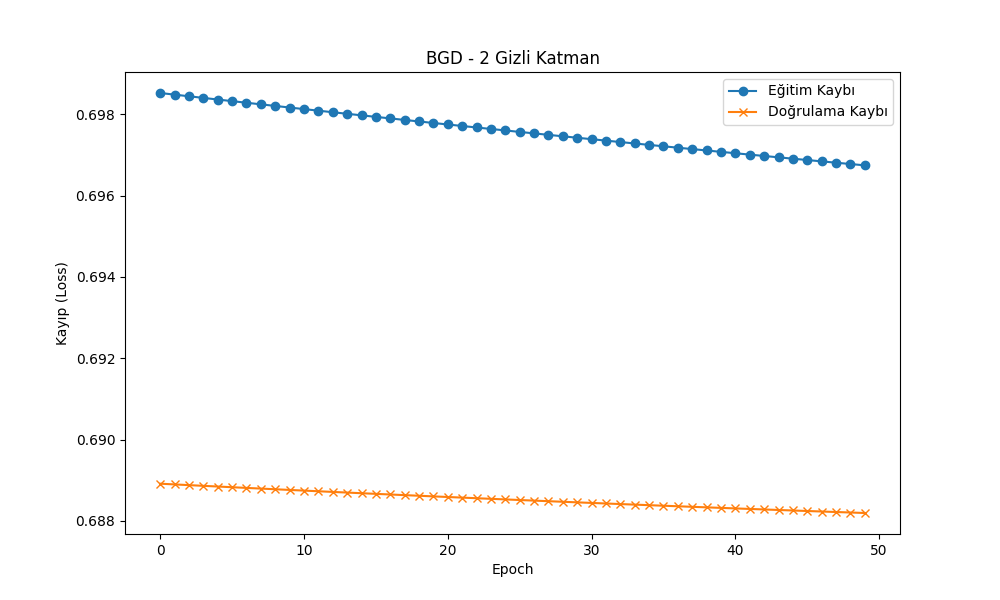 BGD - 2 Gizli Katman
Eğitim Kaybı
Doğrulama Kaybı
Kayıp (Loss)
0.698
0.696
0.694
0.692
0.690
0.688
0
10
20
30
40
50
Epoch